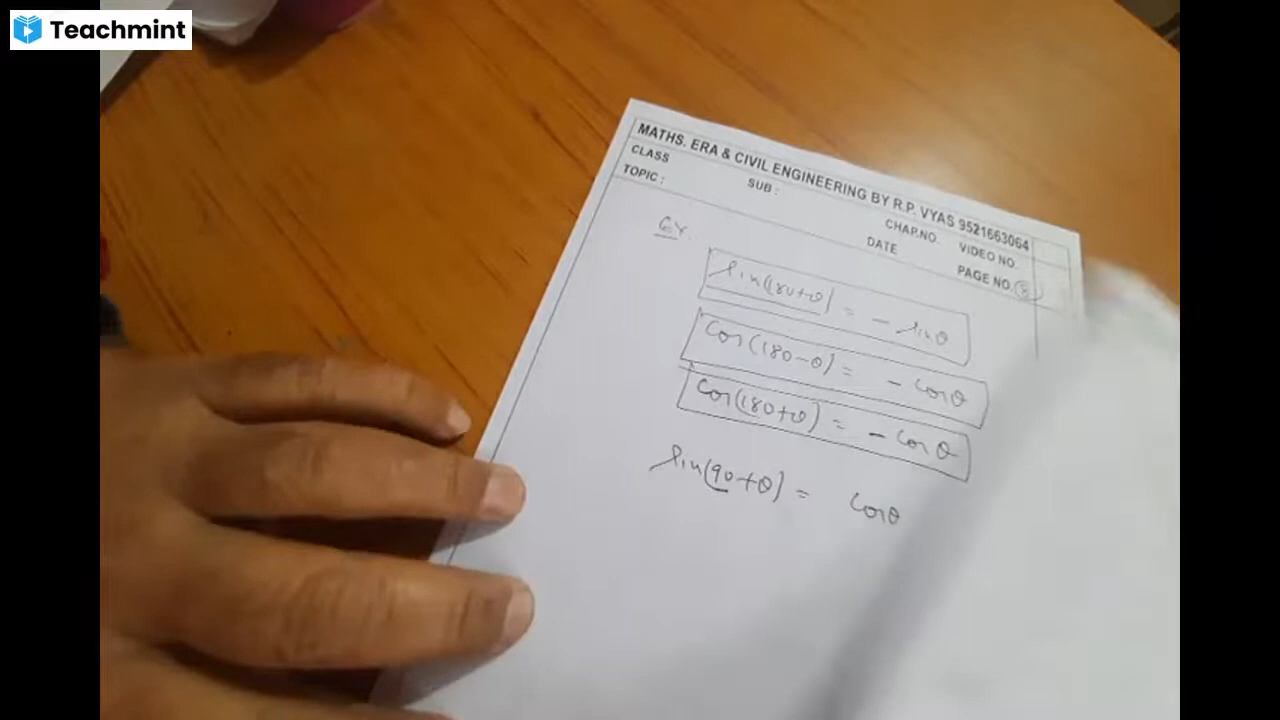 Teachmint
MATHS. ERA & CIVIL ENGINEERING BY R.P. VYAS 9521663064
CLASS SUB : CHAP.NO. VIDEO NO.
TOPIC : DATE PAGE NO. 8
Ex.
sin(180+θ) = - sinθ
cos(180-θ) = - cosθ
cos(180+θ) = - cosθ
sin(90+θ) = cosθ